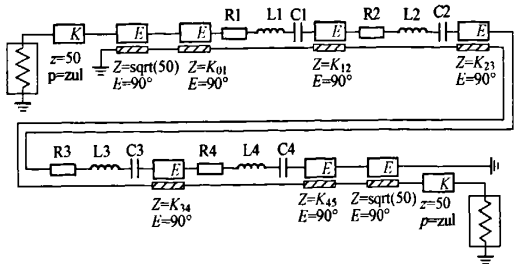 R1 L1 C1 R2 L2 C2
K E E E E
z=50 Z=sqrt(50) Z=K01 Z=K12 Z=K23
p=zul E=90° E=90° E=90° E=90°
R3 L3 C3 R4 L4 C4
E E E
K
Z=K34 Z=K45 Z=sqrt(50) z=50
E=90° E=90° E=90° p=zul